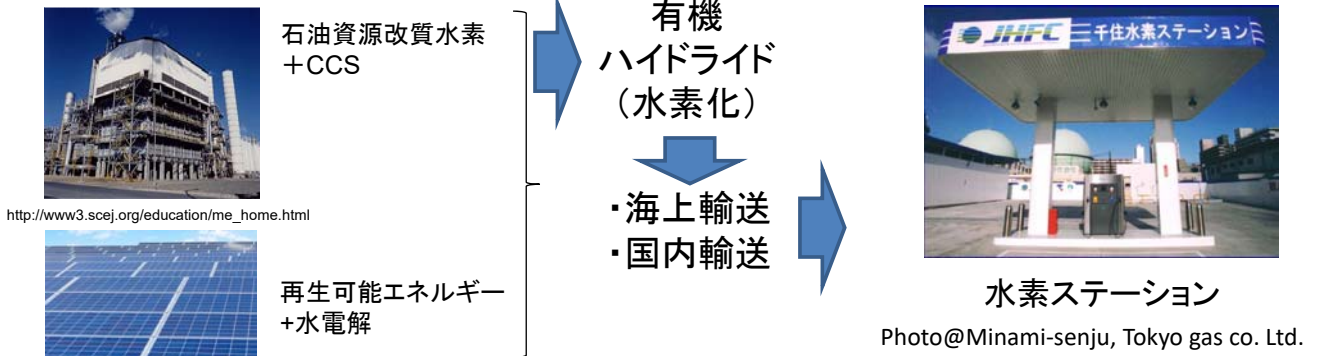 石油資源改質水素
＋CCS
http://www3.scej.org/education/me_home.html
再生可能エネルギー
+水電解
有機
ハイドライド
（水素化）
・海上輸送
・国内輸送
JHFC 千住水素ステーション
水素ステーション
Photo@Minami-senju, Tokyo gas co. Ltd.